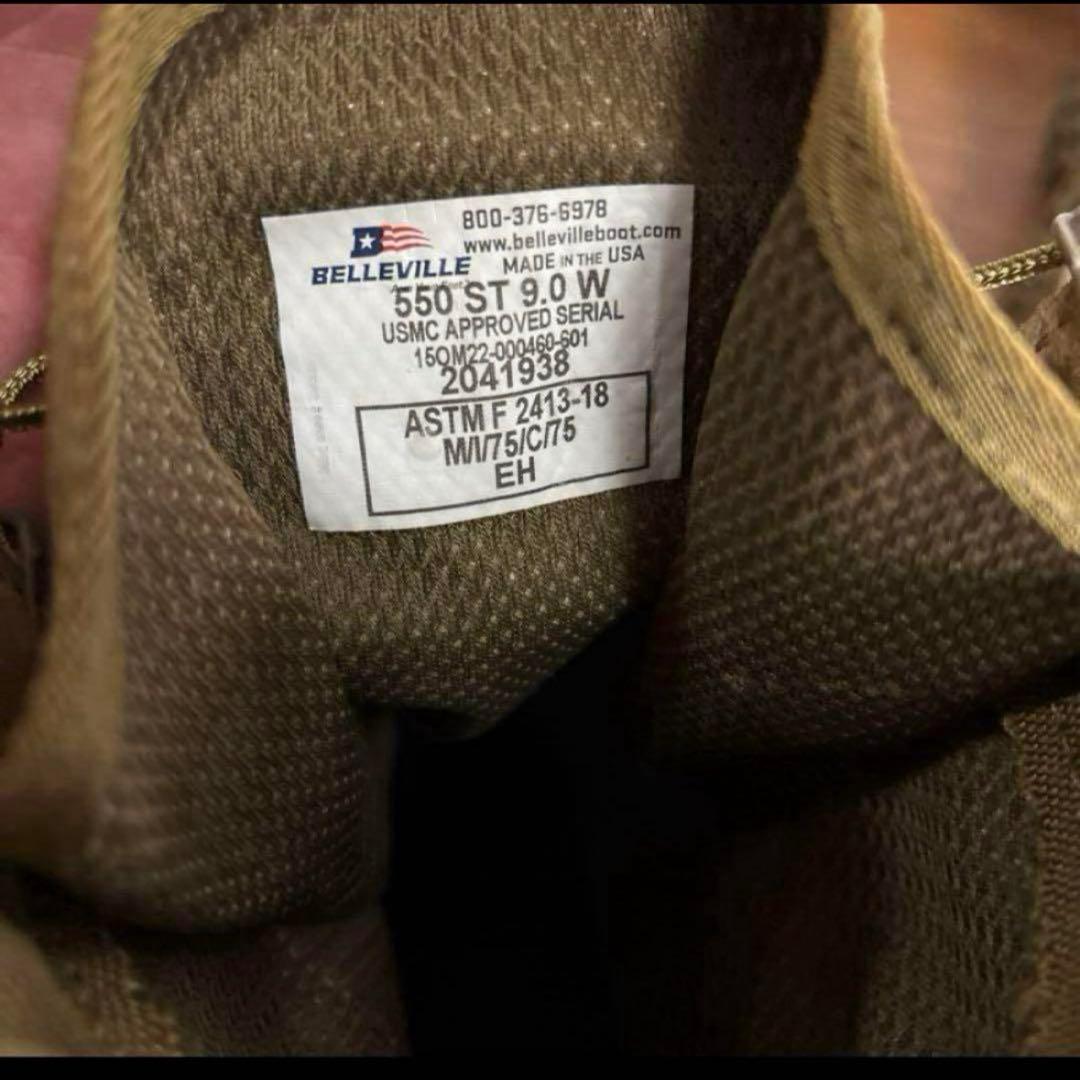 800-376-6978
www.bellevilleboot.com
BELLEVILLE
MADE IN THE USA
550 ST 9.0 W
USMC APPROVED SERIAL
15QM22-000460-601
2041938
ASTM F 2413-18
M/I/75/C/75
EH